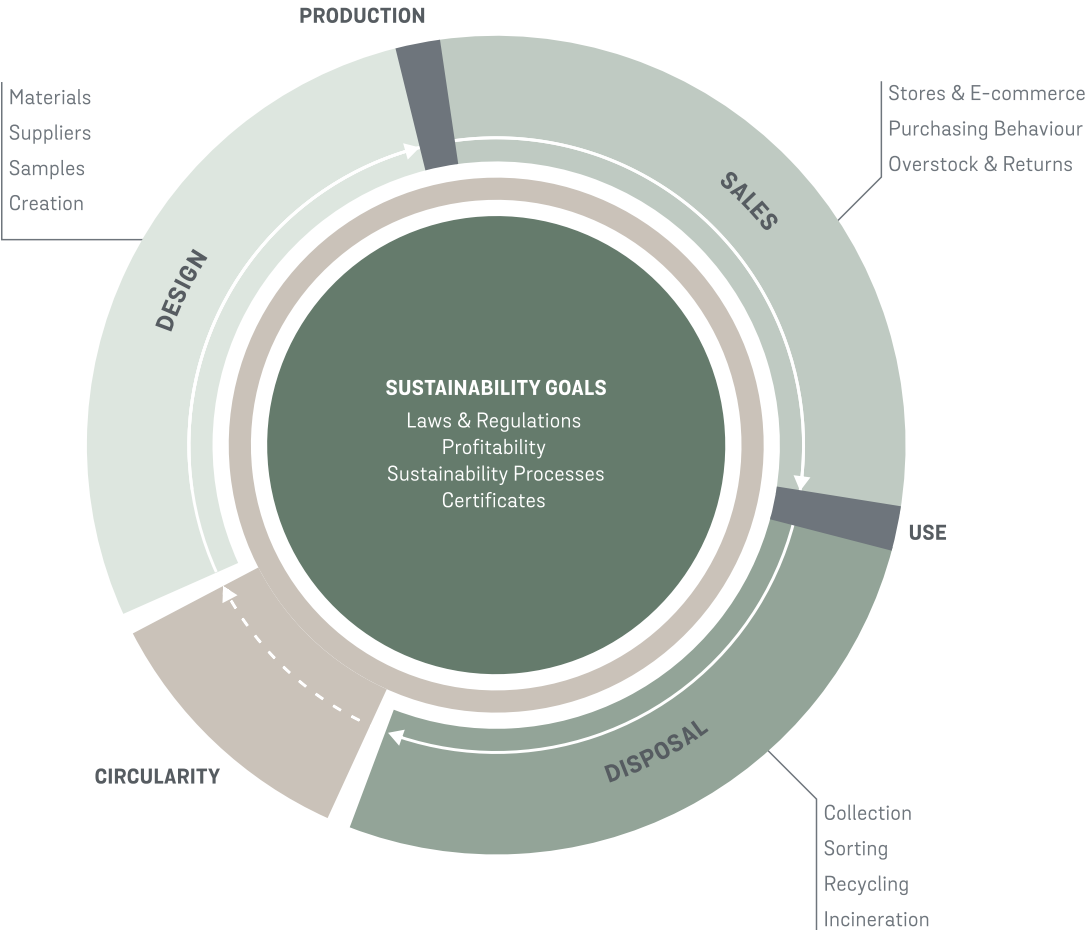 PRODUCTION
Materials
Suppliers
Samples
Creation
Stores & E-commerce
Purchasing Behaviour
Overstock & Returns
SALES
DESIGN
SUSTAINABILITY GOALS
Laws & Regulations
Profitability
Sustainability Processes
Certificates
USE
DISPOSAL
CIRCULARITY
Collection
Sorting
Recycling
Incineration